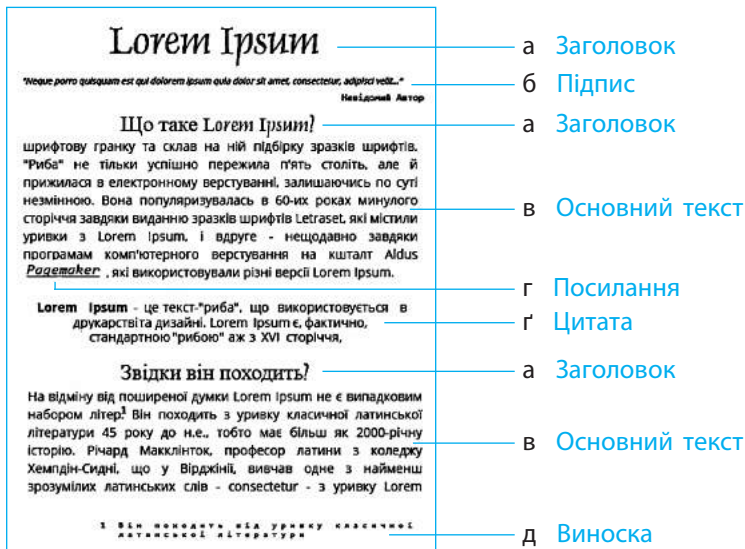 Lorem Ipsum
а Заголовок
"Neque porro quisquam est qui dolorem ipsum quia dolor sit amet, consectetur, adipisci velit..."
б Підпис
Невідомий Автор
Що таке Lorem Ipsum?
а Заголовок
шрифтову гранку та склав на ній підбірку зразків шрифтів.
"Риба" не тільки успішно пережила п'ять століть, але й
прижилася в електронному верстуванні, залишаючись по суті
незмінною. Вона популяризувалась в 60-их роках минулого
сторіччя завдяки виданню зразків шрифтів Letraset, які містили
уривки з Lorem Ipsum, і вдруге - нещодавно завдяки
програмам комп'ютерного верстування на кшталт Aldus
Pagemaker , які використовували різні версії Lorem Ipsum.
в Основний текст
г Посилання
Lorem Ipsum - це текст-"риба", що використовується в
друкарствіта дизайні. Lorem Ipsum є, фактично,
стандартною "рибою" аж з XVI сторіччя,
ґ Цитата
Звідки він походить?
а Заголовок
На відміну від поширеної думки Lorem Ipsum не є випадковим
набором літер.1 Він походить з уривку класичної латинської
літератури 45 року до н.е., тобто має більш як 2000-річну
історію. Річард Макклінток, професор латини з коледжу
Хемпдін-Сидні, що у Вірджінії, вивчав одне з найменш
зрозумілих латинських слів - consectetur - з уривку Lorem
в Основний текст
1 Він походить від уривку класичної
латинської літератури
д Виноска